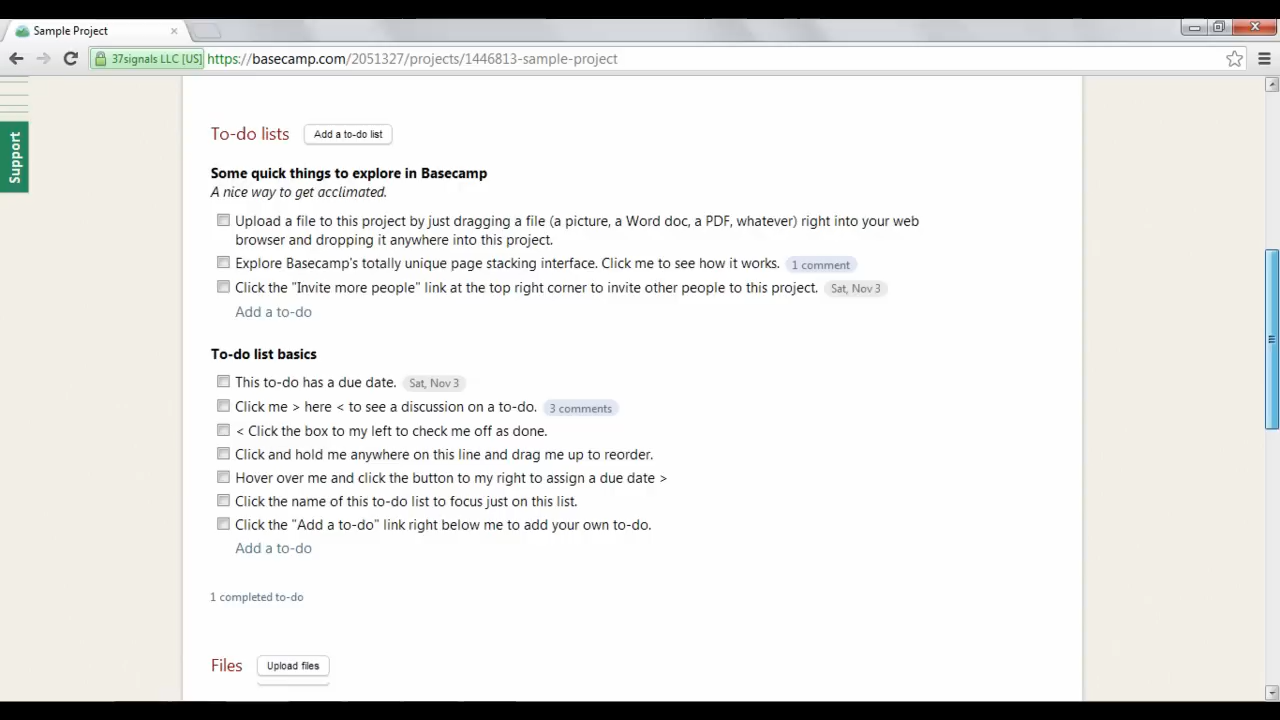 Sample Project
37signals LLC [US] https://basecamp.com/2051327/projects/1446813-sample-project
Support
To-do lists Add a to-do list
Some quick things to explore in Basecamp
A nice way to get acclimated.
Upload a file to this project by just dragging a file (a picture, a Word doc, a PDF, whatever) right into your web
browser and dropping it anywhere into this project.
Explore Basecamp's totally unique page stacking interface. Click me to see how it works. 1 comment
Click the "Invite more people" link at the top right corner to invite other people to this project. Sat, Nov 3
Add a to-do
To-do list basics
This to-do has a due date. Sat, Nov 3
Click me > here < to see a discussion on a to-do. 3 comments
< Click the box to my left to check me off as done.
Click and hold me anywhere on this line and drag me up to reorder.
Hover over me and click the button to my right to assign a due date >
Click the name of this to-do list to focus just on this list.
Click the "Add a to-do" link right below me to add your own to-do.
Add a to-do
1 completed to-do
Files Upload files